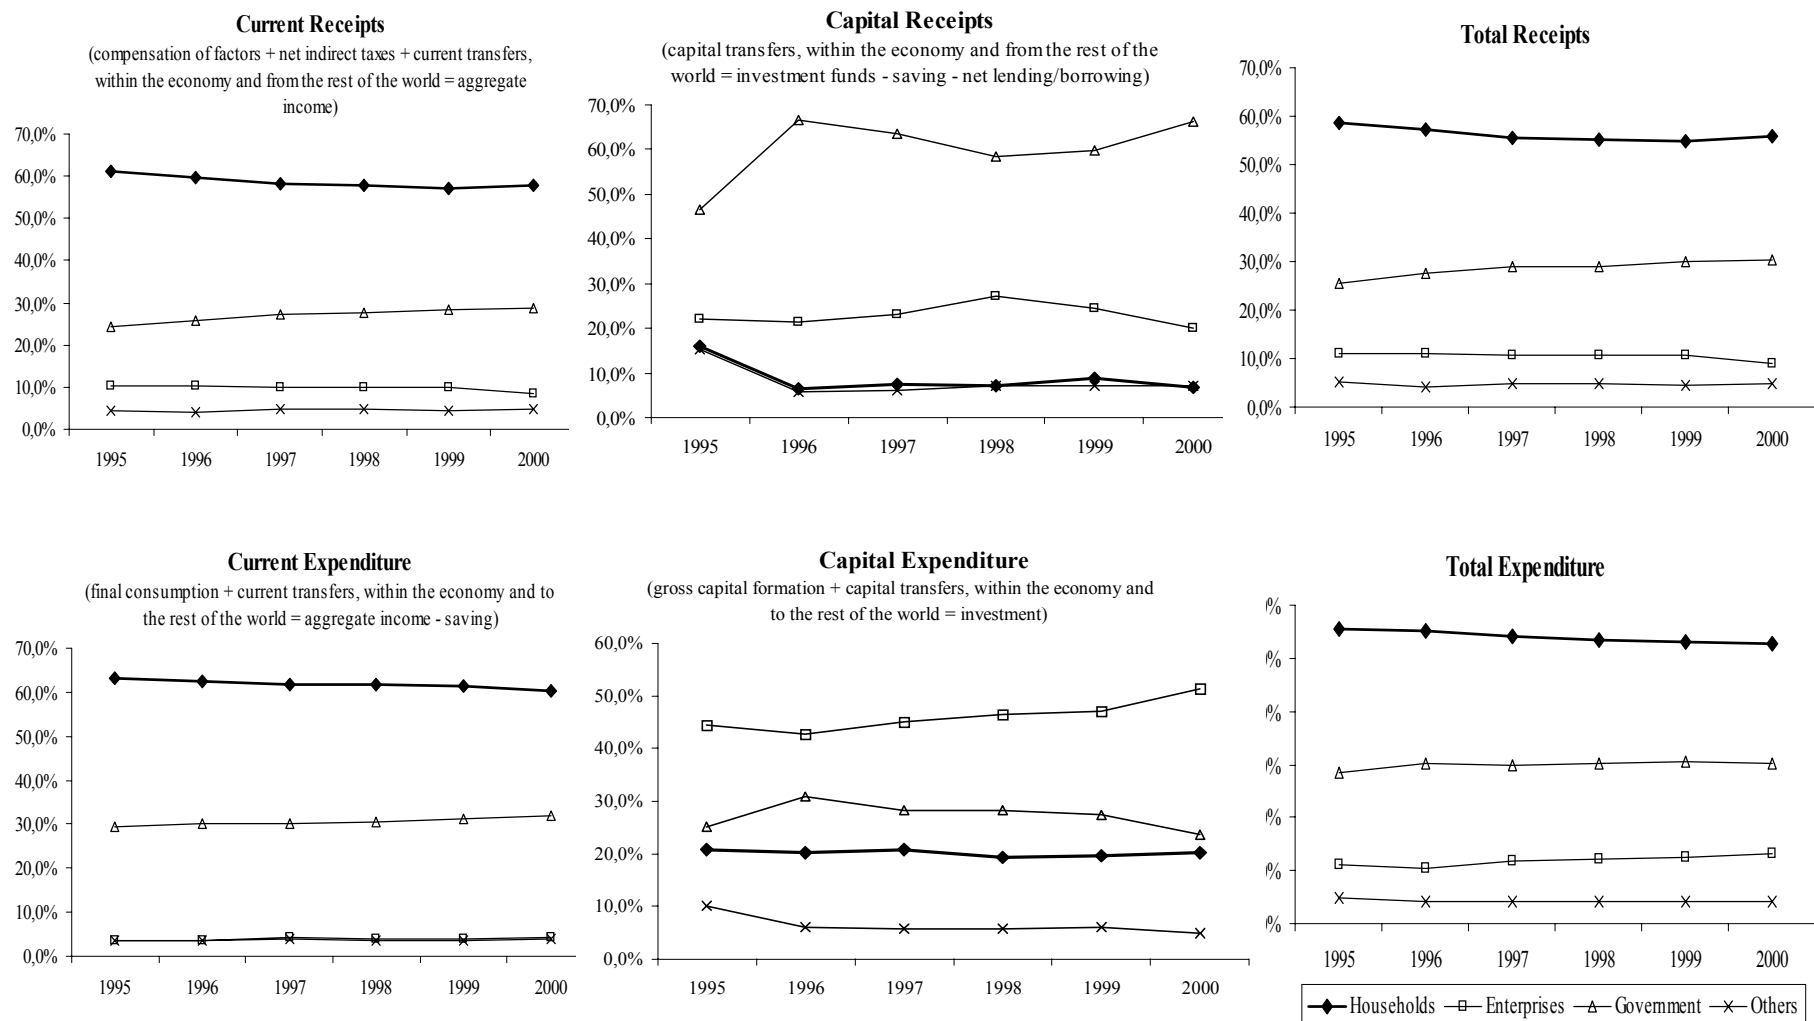 Current Receipts
(compensation of factors + net indirect taxes + current transfers,
within the economy and from the rest of the world = aggregate
income)
70,0%
60,0%
50,0%
40,0%
30,0%
20,0%
10,0%
0,0%
1995 1996 1997 1998 1999 2000
Capital Receipts
(capital transfers, within the economy and from the rest of the
world = investment funds - saving - net lending/borrowing)
70,0%
60,0%
50,0%
40,0%
30,0%
20,0%
10,0%
0,0%
1995 1996 1997 1998 1999 2000
Total Receipts
70,0%
60,0%
50,0%
40,0%
30,0%
20,0%
10,0%
0,0%
1995 1996 1997 1998 1999 2000
Current Expenditure
(final consumption + current transfers, within the economy and to
the rest of the world = aggregate income - saving)
70,0%
60,0%
50,0%
40,0%
30,0%
20,0%
10,0%
0,0%
1995 1996 1997 1998 1999 2000
Capital Expenditure
(gross capital formation + capital transfers, within the economy and
to the rest of the world = investment)
60,0%
50,0%
40,0%
30,0%
20,0%
10,0%
0,0%
1995 1996 1997 1998 1999 2000
Total Expenditure
1995 1996 1997 1998 1999 2000
Households Enterprises Government Others